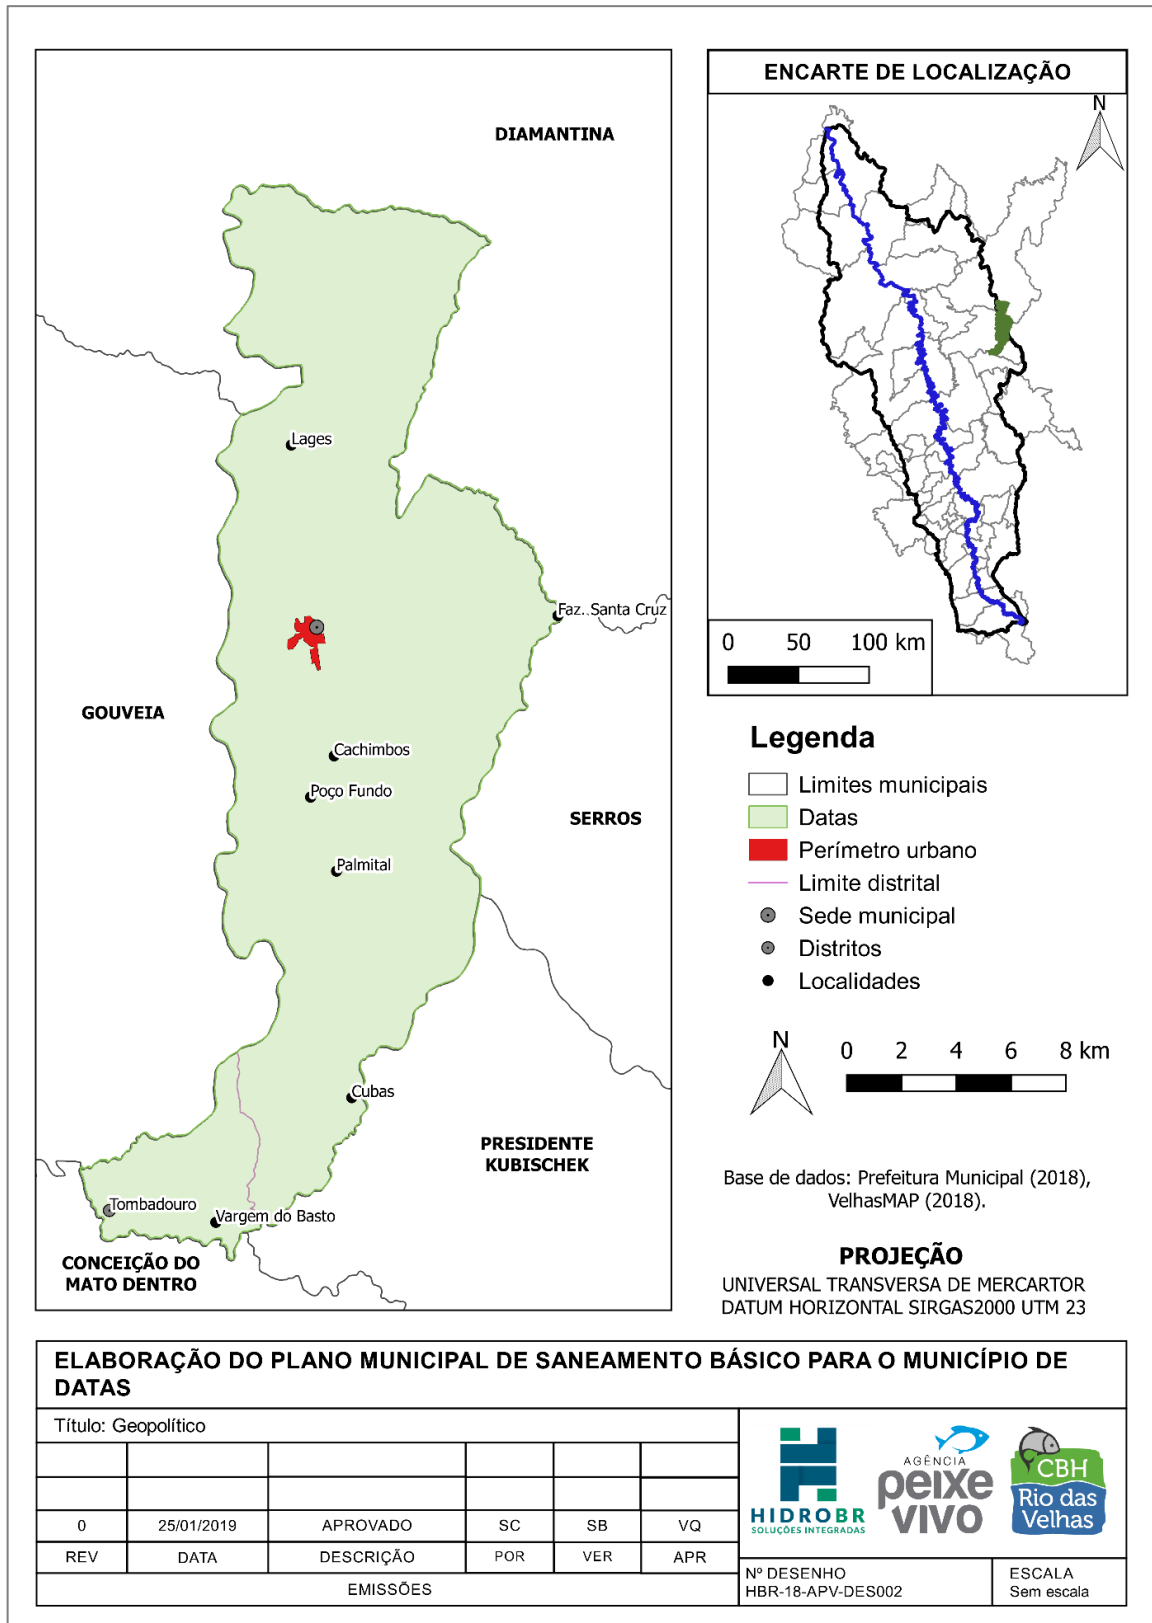 DIAMANTINA
Lages
Faz. Santa Cruz
GOUVEIA
Cachimbos
Poço Fundo
SERROS
Palmital
Cubas
PRESIDENTE
KUBISCHEK
Tombadouro
Vargem do Basto
CONCEIÇÃO DO
MATO DENTRO
ENCARTE DE LOCALIZAÇÃO
N
0 50 100 km
Legenda
Limites municipais
Datas
Perímetro urbano
Limite distrital
Sede municipal
Distritos
Localidades
N
0 2 4 6 8 km
Base de dados: Prefeitura Municipal (2018),
VelhasMAP (2018).
PROJEÇÃO
UNIVERSAL TRANSVERSA DE MERCARTOR
DATUM HORIZONTAL SIRGAS2000 UTM 23
ELABORAÇÃO DO PLANO MUNICIPAL DE SANEAMENTO BÁSICO PARA O MUNICÍPIO DE
DATAS
Título: Geopolítico
0 25/01/2019 APROVADO SC SB VQ
REV DATA DESCRIÇÃO POR VER APR
EMISSÕES
HIDROBR
SOLUÇÕES INTEGRADAS
AGÊNCIA
peixe
vivo
CBH
Rio das
Velhas
Nº DESENHO
HBR-18-APV-DES002
ESCALA
Sem escala